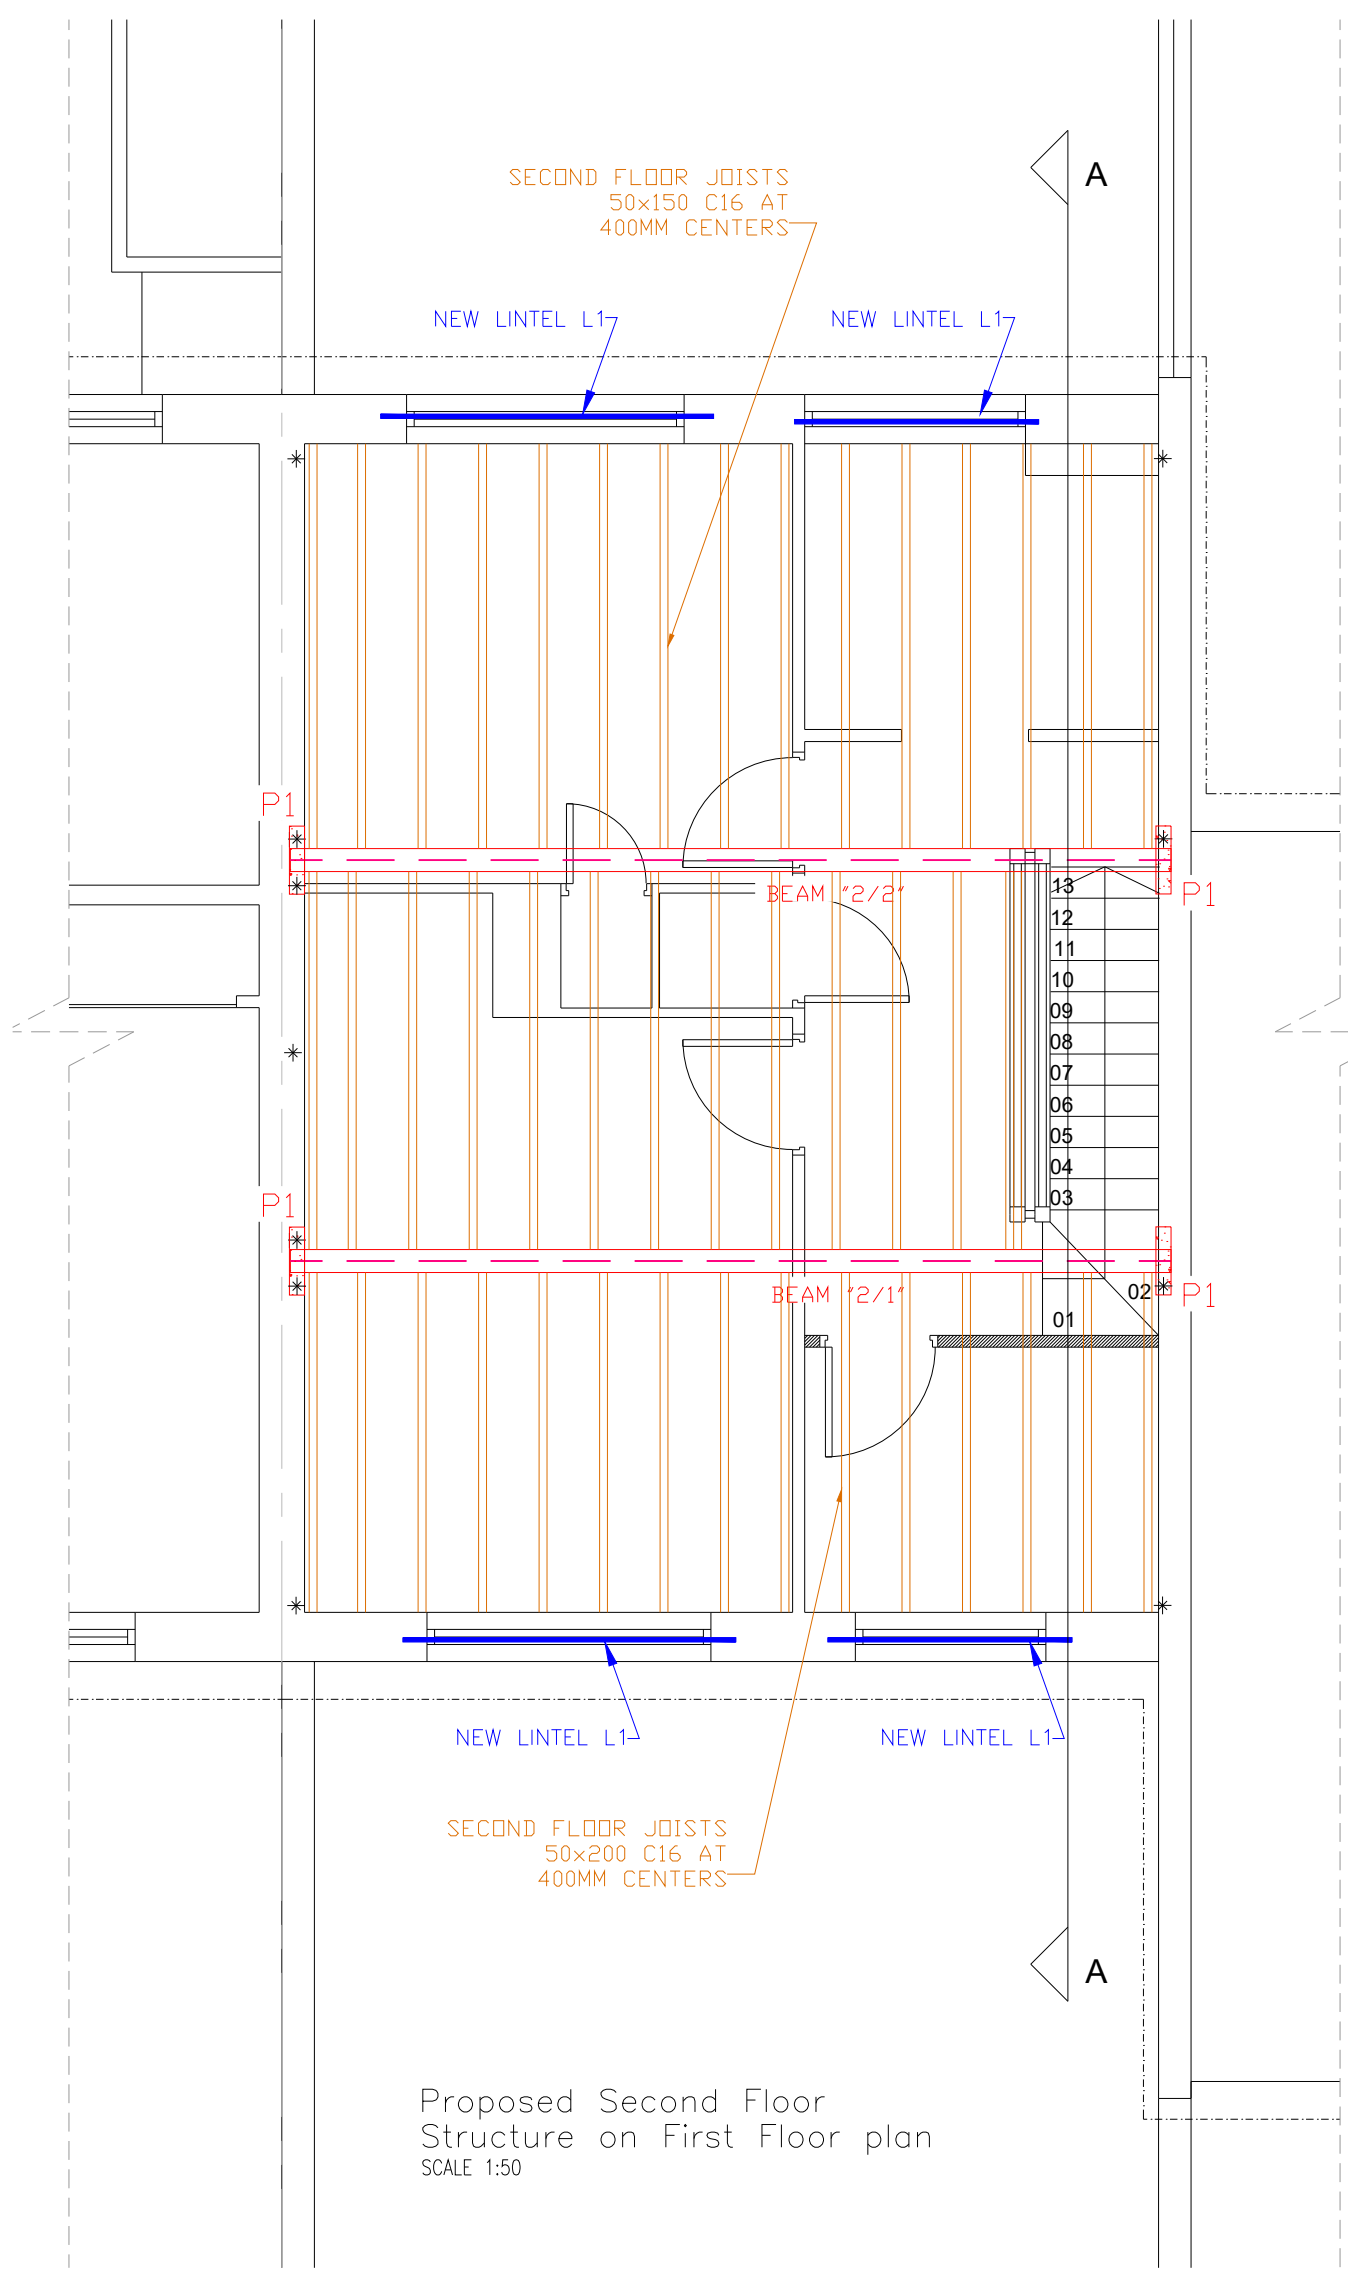 A
SECOND FLOOR JOISTS
50x150 C16 AT
400MM CENTERS
NEW LINTEL L1
NEW LINTEL L1
P1
BEAM "2/2"
P1
13
12
11
10
09
08
07
06
05
04
03
P1
BEAM "2/1"
P1
02
01
NEW LINTEL L1
NEW LINTEL L1
SECOND FLOOR JOISTS
50x200 C16 AT
400MM CENTERS
A
Proposed Second Floor
Structure on First Floor plan
SCALE 1:50